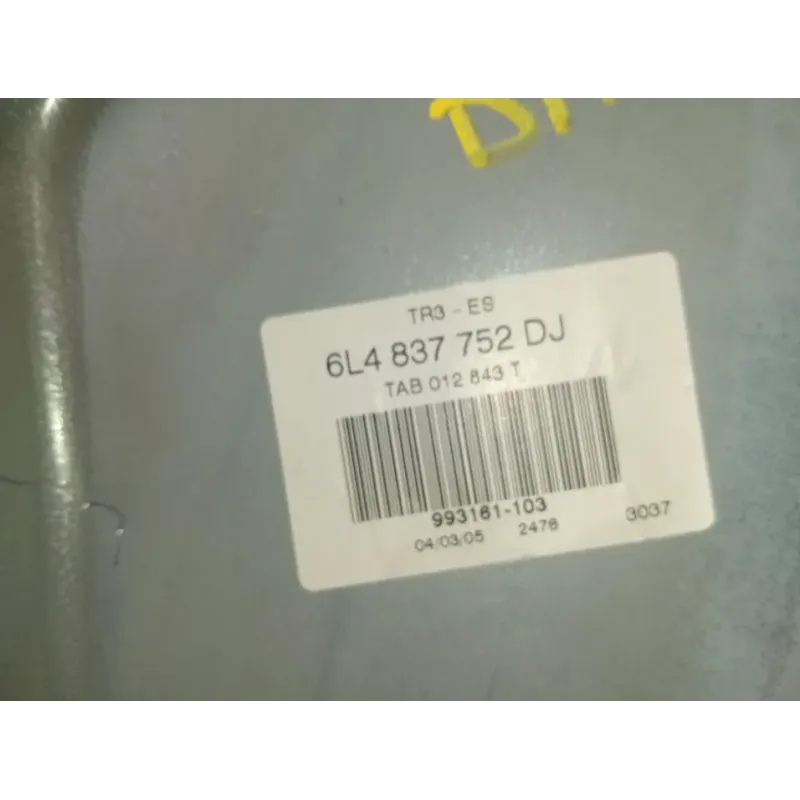 TR3 - ES
6L4 837 752 DJ
TAB 012 843 T
993161-103
04/03/05 2476 3037